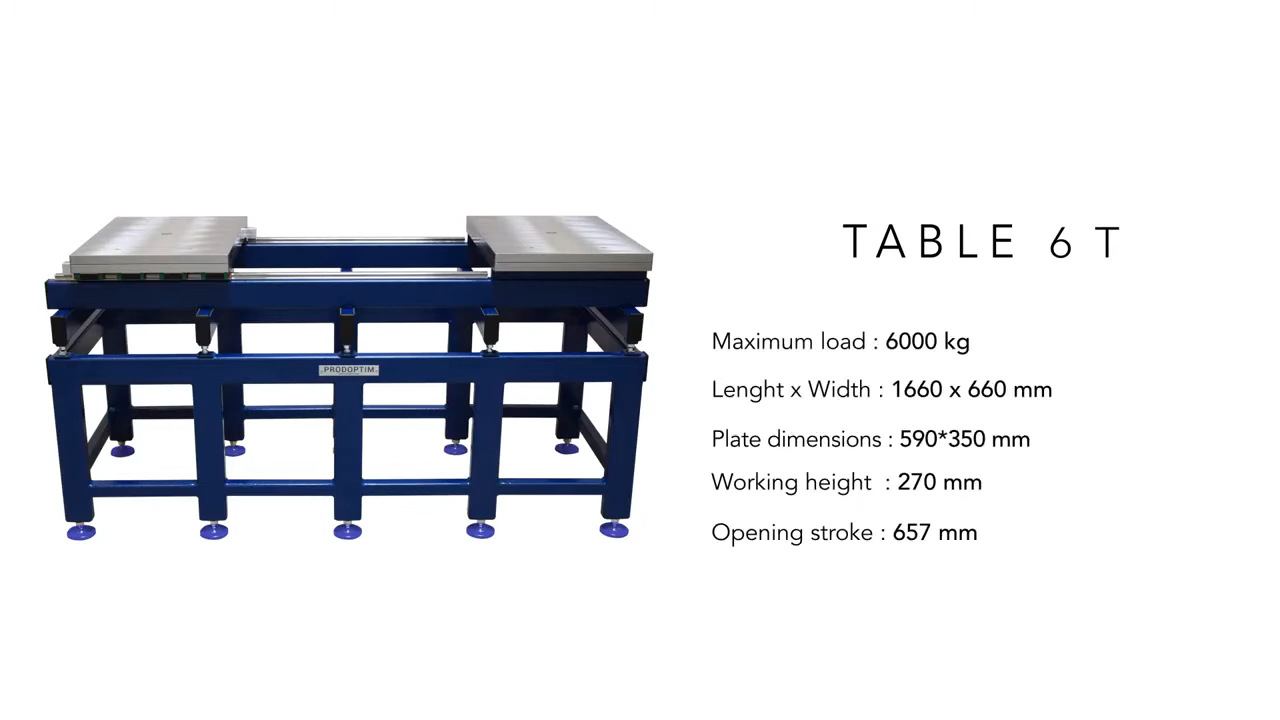 TABLE 6 T
Maximum load : 6000 kg
Lenght x Width : 1660 x 660 mm
Plate dimensions : 590*350 mm
Working height : 270 mm
Opening stroke : 657 mm
PRODOPTIM